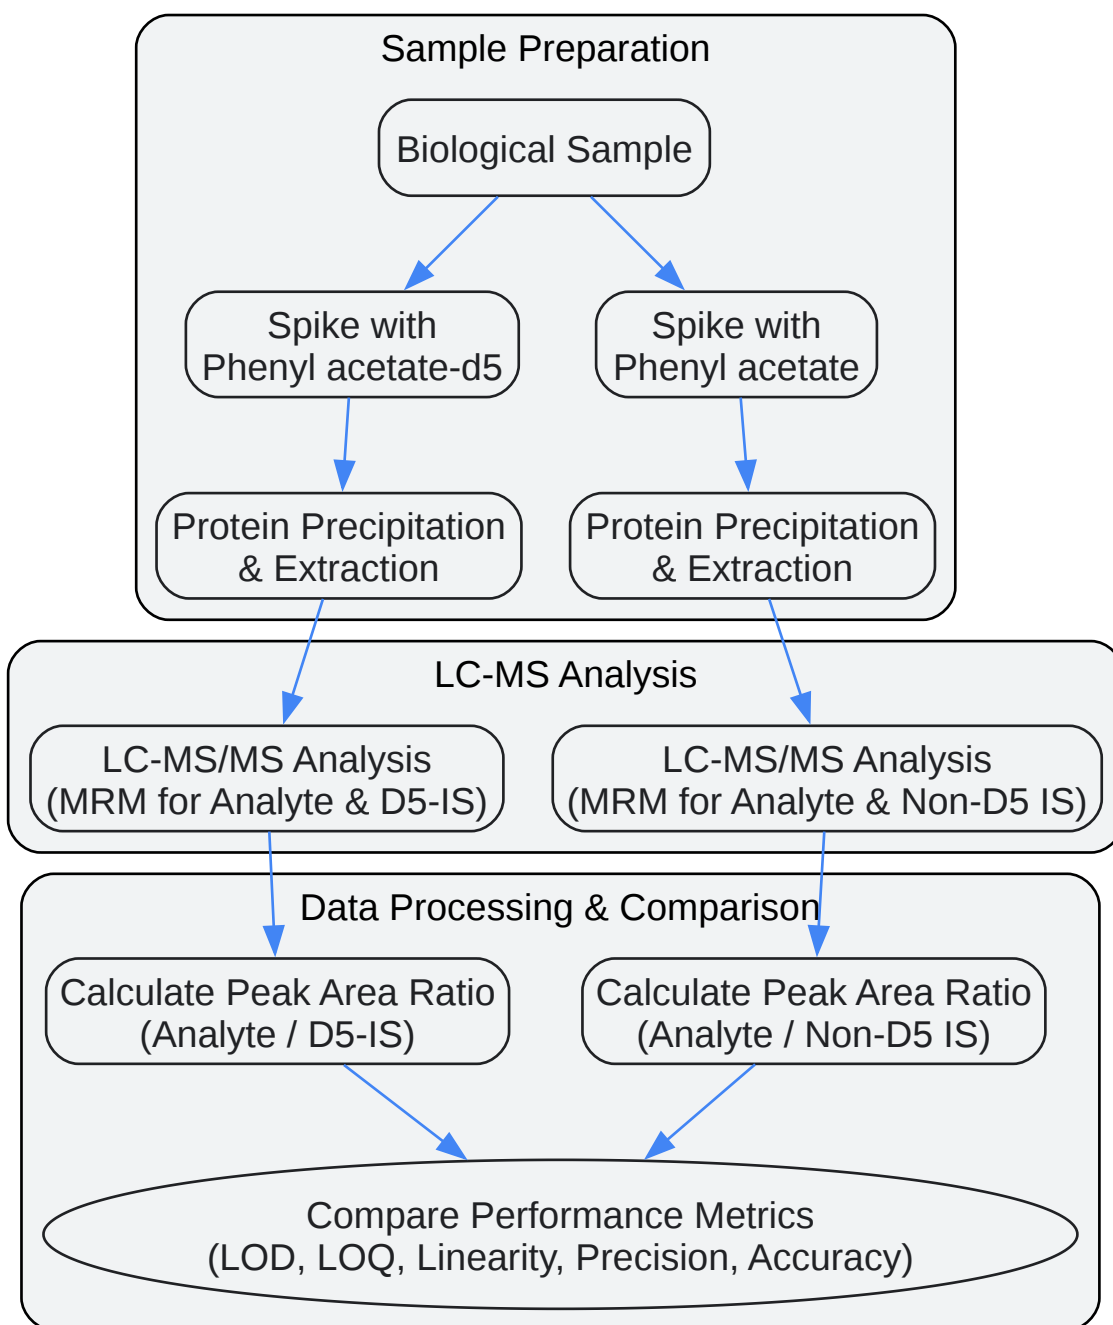 Sample Preparation
Biological Sample
Spike with
Phenyl acetate-d5
Spike with
Phenyl acetate
Protein Precipitation
& Extraction
Protein Precipitation
& Extraction
LC-MS Analysis
LC-MS/MS Analysis
(MRM for Analyte & D5-IS)
LC-MS/MS Analysis
(MRM for Analyte & Non-D5 IS)
Data Processing & Comparison
Calculate Peak Area Ratio
(Analyte / D5-IS)
Calculate Peak Area Ratio
(Analyte / Non-D5 IS)
Compare Performance Metrics
(LOD, LOQ, Linearity, Precision, Accuracy)